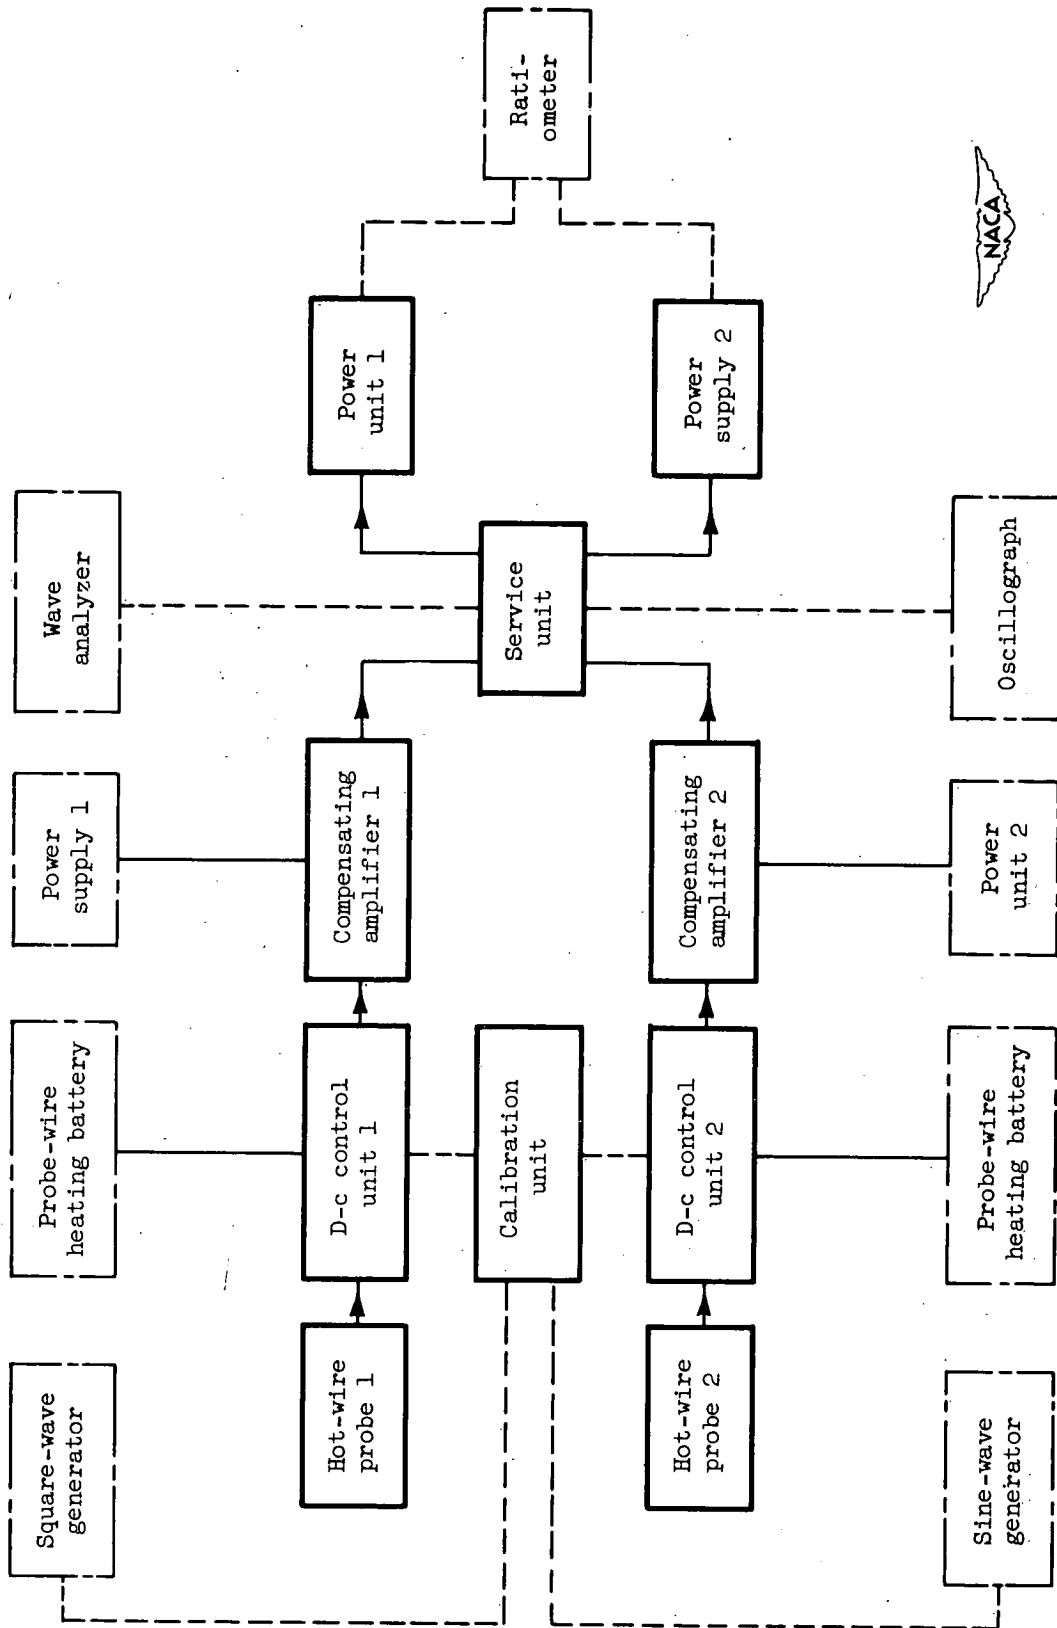 Square-wave
generator
Probe-wire
heating battery
Power
supply 1
Wave
analyzer
Hot-wire
probe 1
D-c control
unit 1
Compensating
amplifier 1
Power
unit 1
Calibration
unit
Service
unit
Rati-
ometer
Hot-wire
probe 2
D-c control
unit 2
Compensating
amplifier 2
Power
supply 2
Sine-wave
generator
Probe-wire
heating battery
Power
unit 2
Oscillograph
NACA